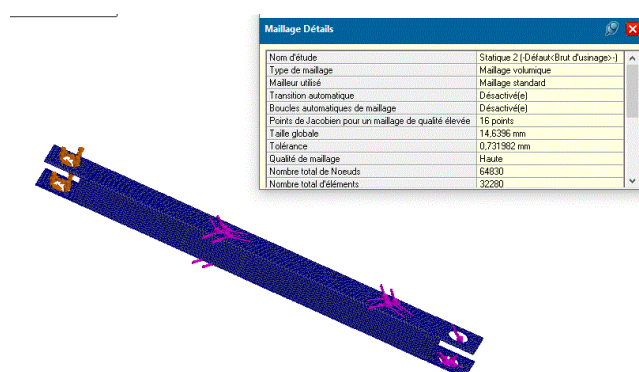 Maillage Détails
Nom d'étude Statique 2 (-Défaut<Brut d'usinage>-)
Type de maillage Maillage volumique
Mailleur utilisé Maillage standard
Transition automatique Désactivé(e)
Boucles automatiques de maillage Désactivé(e)
Points de Jacobien pour un maillage de qualité élevée 16 points
Taille globale 14,6396 mm
Tolérance 0,731982 mm
Qualité de maillage Haute
Nombre total de Noeuds 64830
Nombre total d'éléments 32280